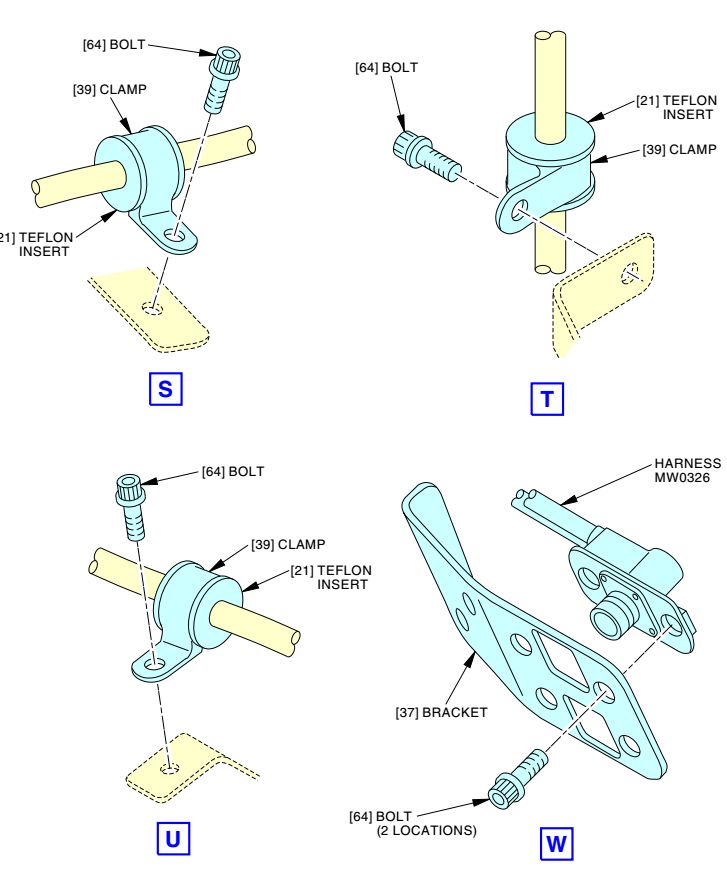 [64] BOLT
[39] CLAMP
21] TEFLON
INSERT
S
[64] BOLT
[21] TEFLON
INSERT
[39] CLAMP
T
[64] BOLT
[39] CLAMP
[21] TEFLON
INSERT
U
HARNESS
MW0326
[37] BRACKET
[64] BOLT
(2 LOCATIONS)
W